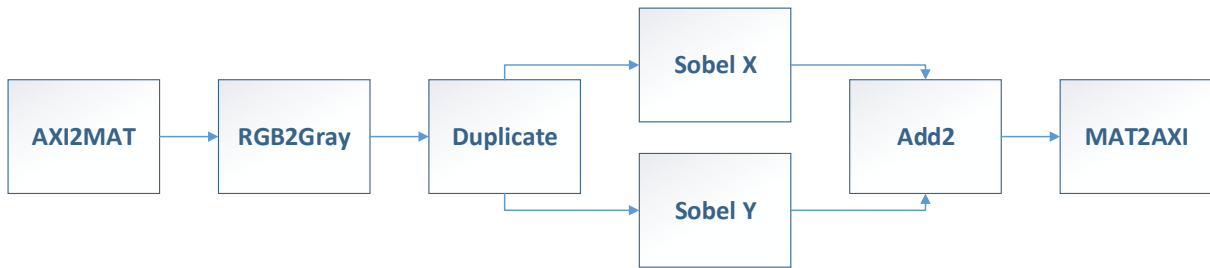 AXI2MAT
RGB2Gray
Duplicate
Sobel X
Sobel Y
Add2
MAT2AXI